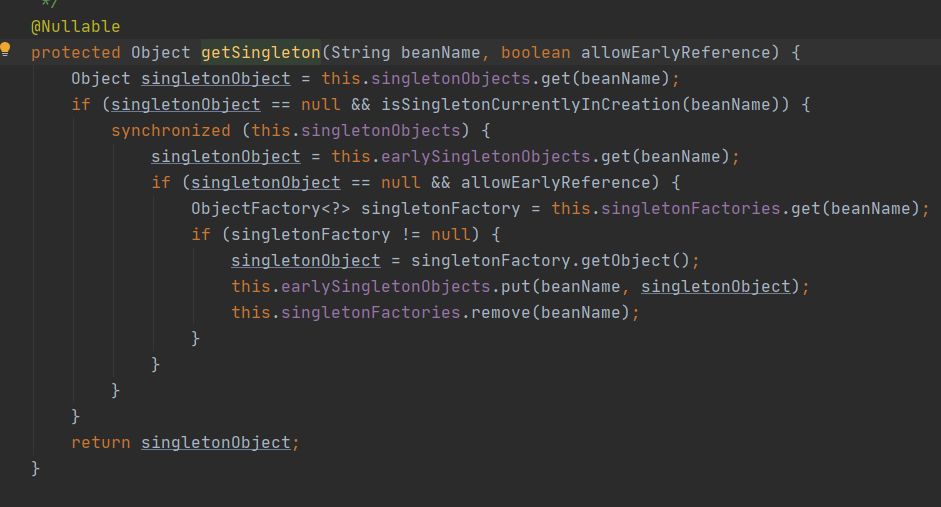 */
@Nullable
protected Object getSingleton(String beanName, boolean allowEarlyReference) {
Object singletonObject = this.singletonObjects.get(beanName);
if (singletonObject == null && isSingletonCurrentlyInCreation(beanName)) {
synchronized (this.singletonObjects) {
singletonObject = this.earlySingletonObjects.get(beanName);
if (singletonObject == null && allowEarlyReference) {
ObjectFactory<?> singletonFactory = this.singletonFactories.get(beanName);
if (singletonFactory != null) {
singletonObject = singletonFactory.getObject();
this.earlySingletonObjects.put(beanName, singletonObject);
this.singletonFactories.remove(beanName);
}
}
}
}
return singletonObject;
}